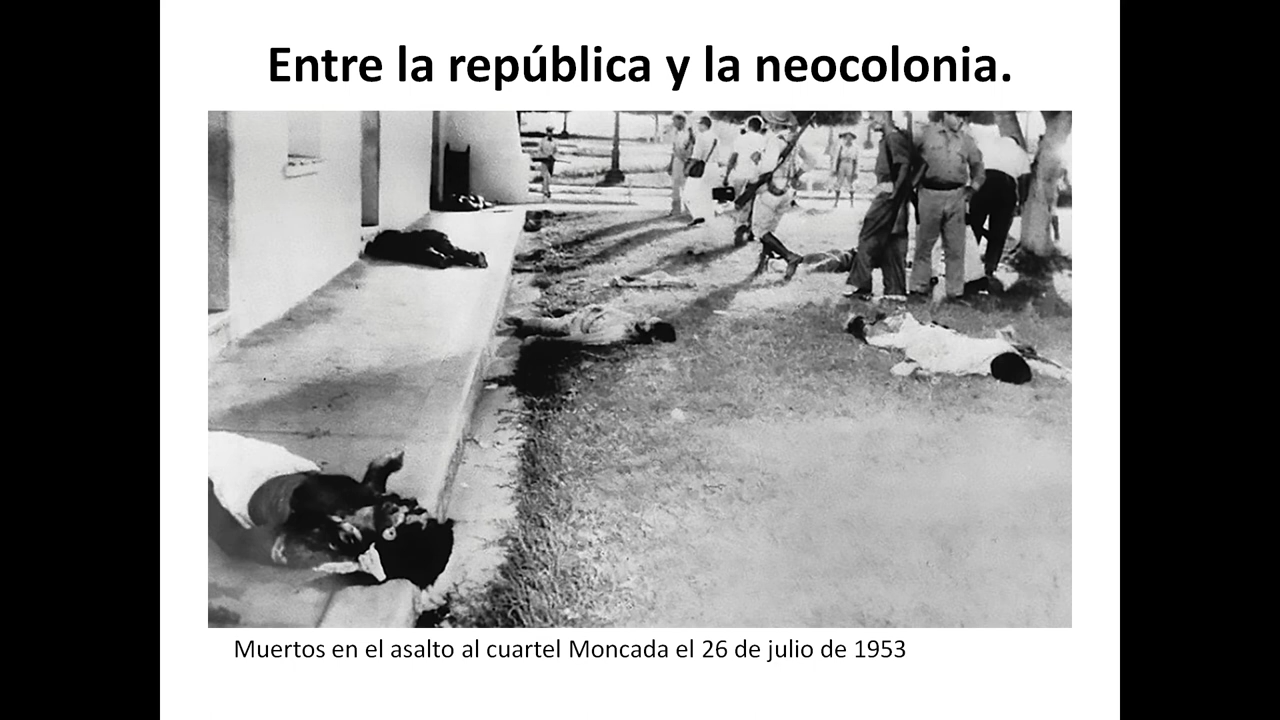 Entre la república y la neocolonia.
Muertos en el asalto al cuartel Moncada el 26 de julio de 1953